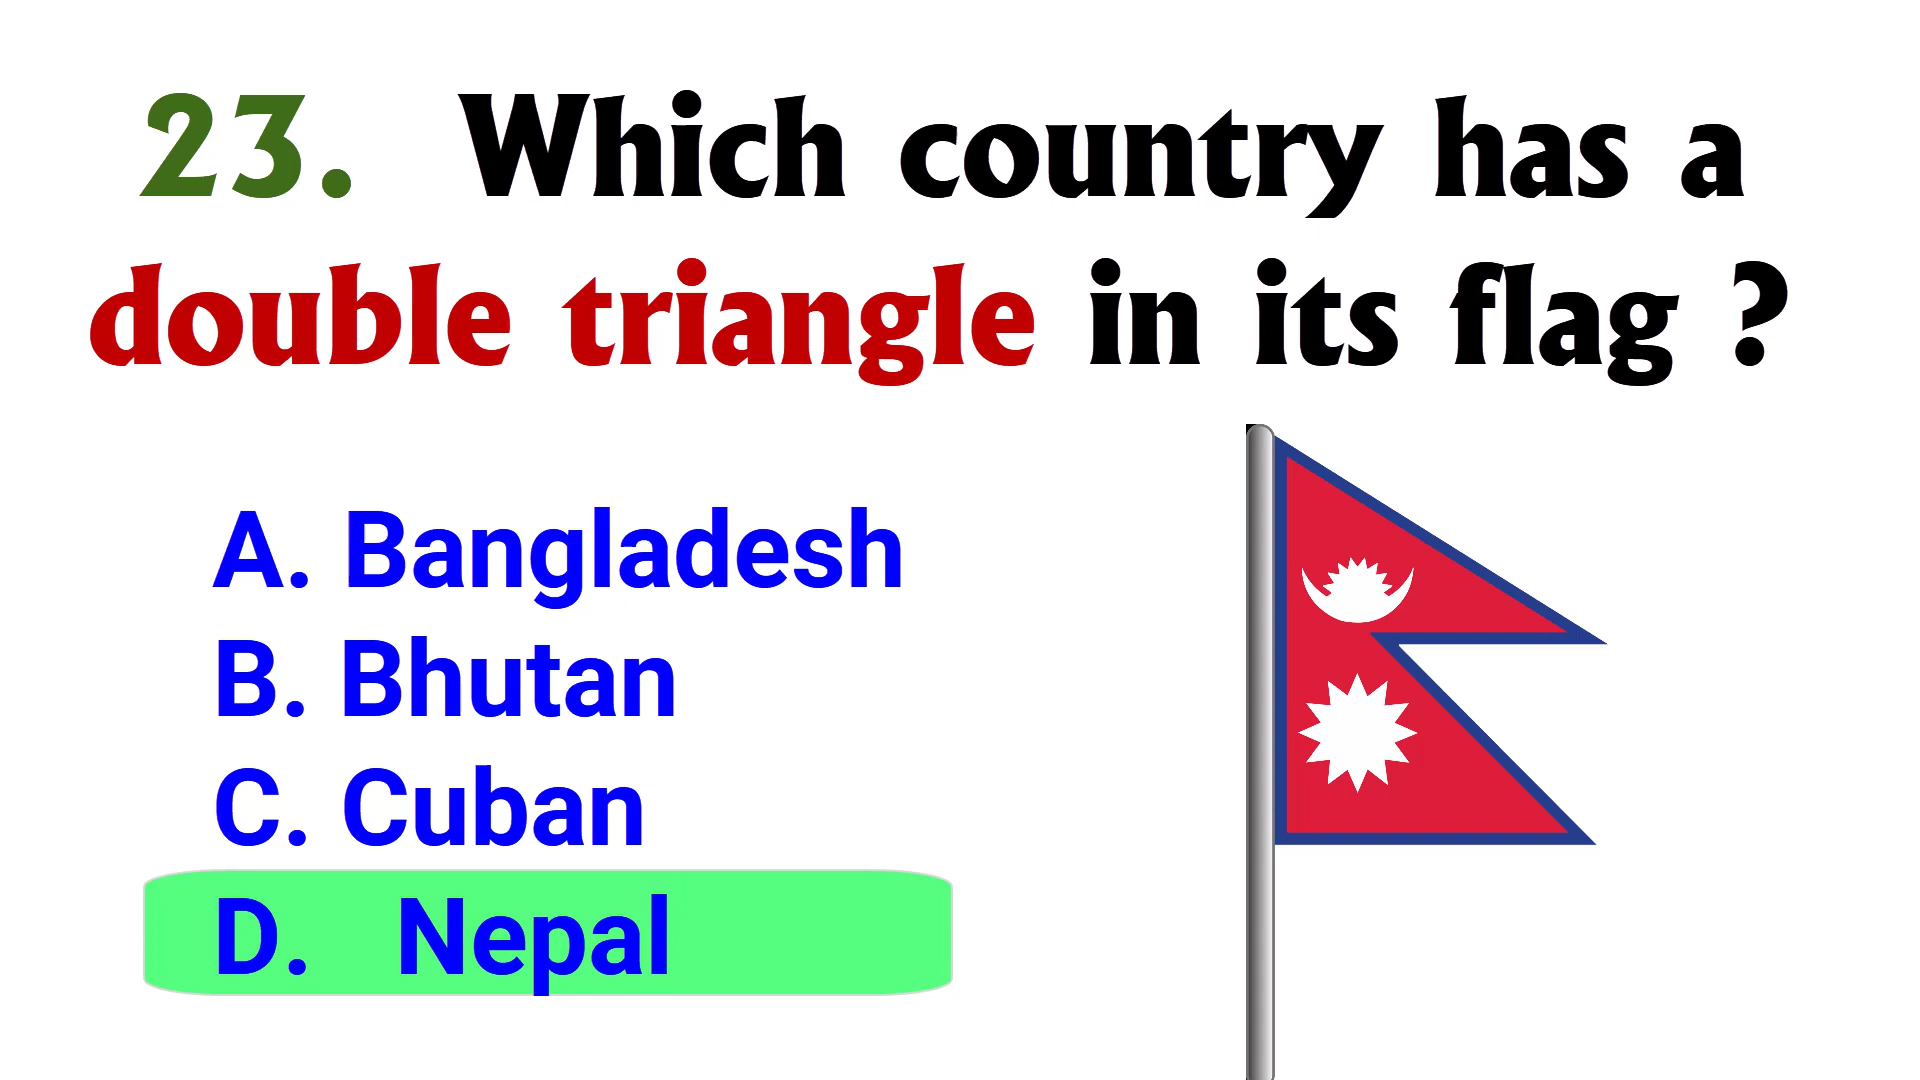 23. Which country has a
double triangle in its flag ?
A. Bangladesh
B. Bhutan
C. Cuban
D. Nepal